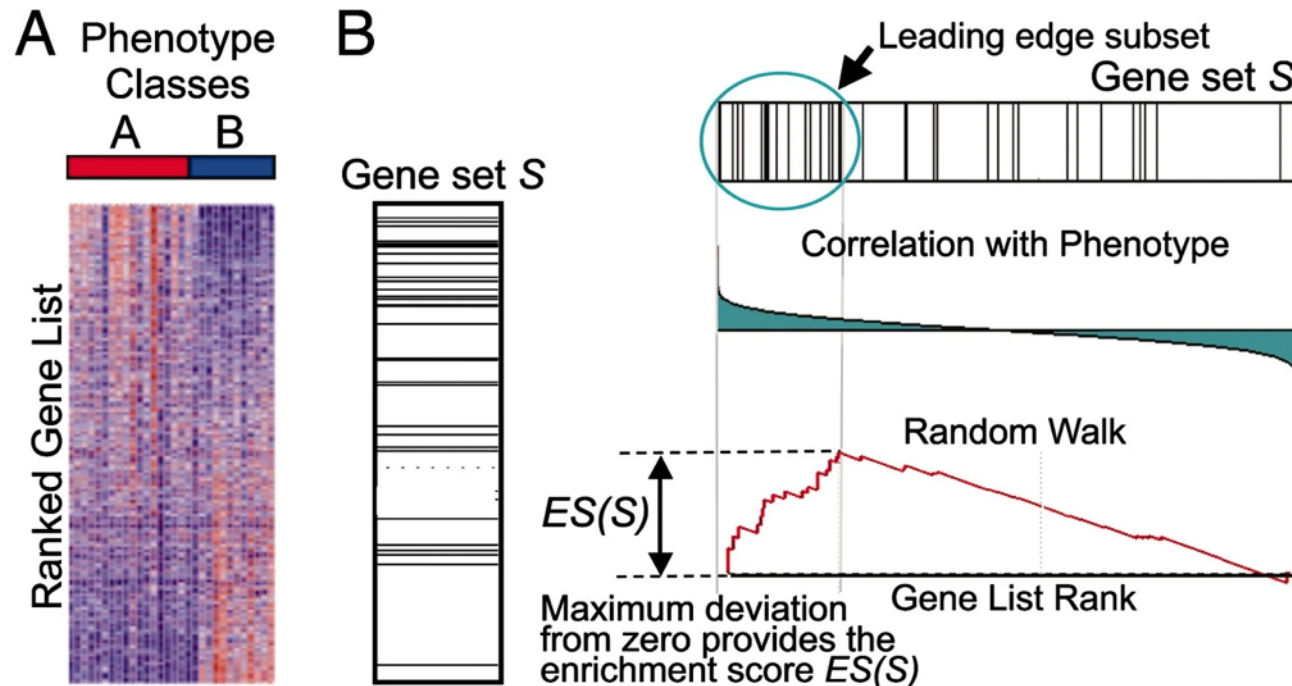 A
Phenotype
Classes
A B
Ranked Gene List
B
Gene set S
Leading edge subset
Gene set S
Correlation with Phenotype
Random Walk
ES(S)
Gene List Rank
Maximum deviation
from zero provides the
enrichment score ES(S)